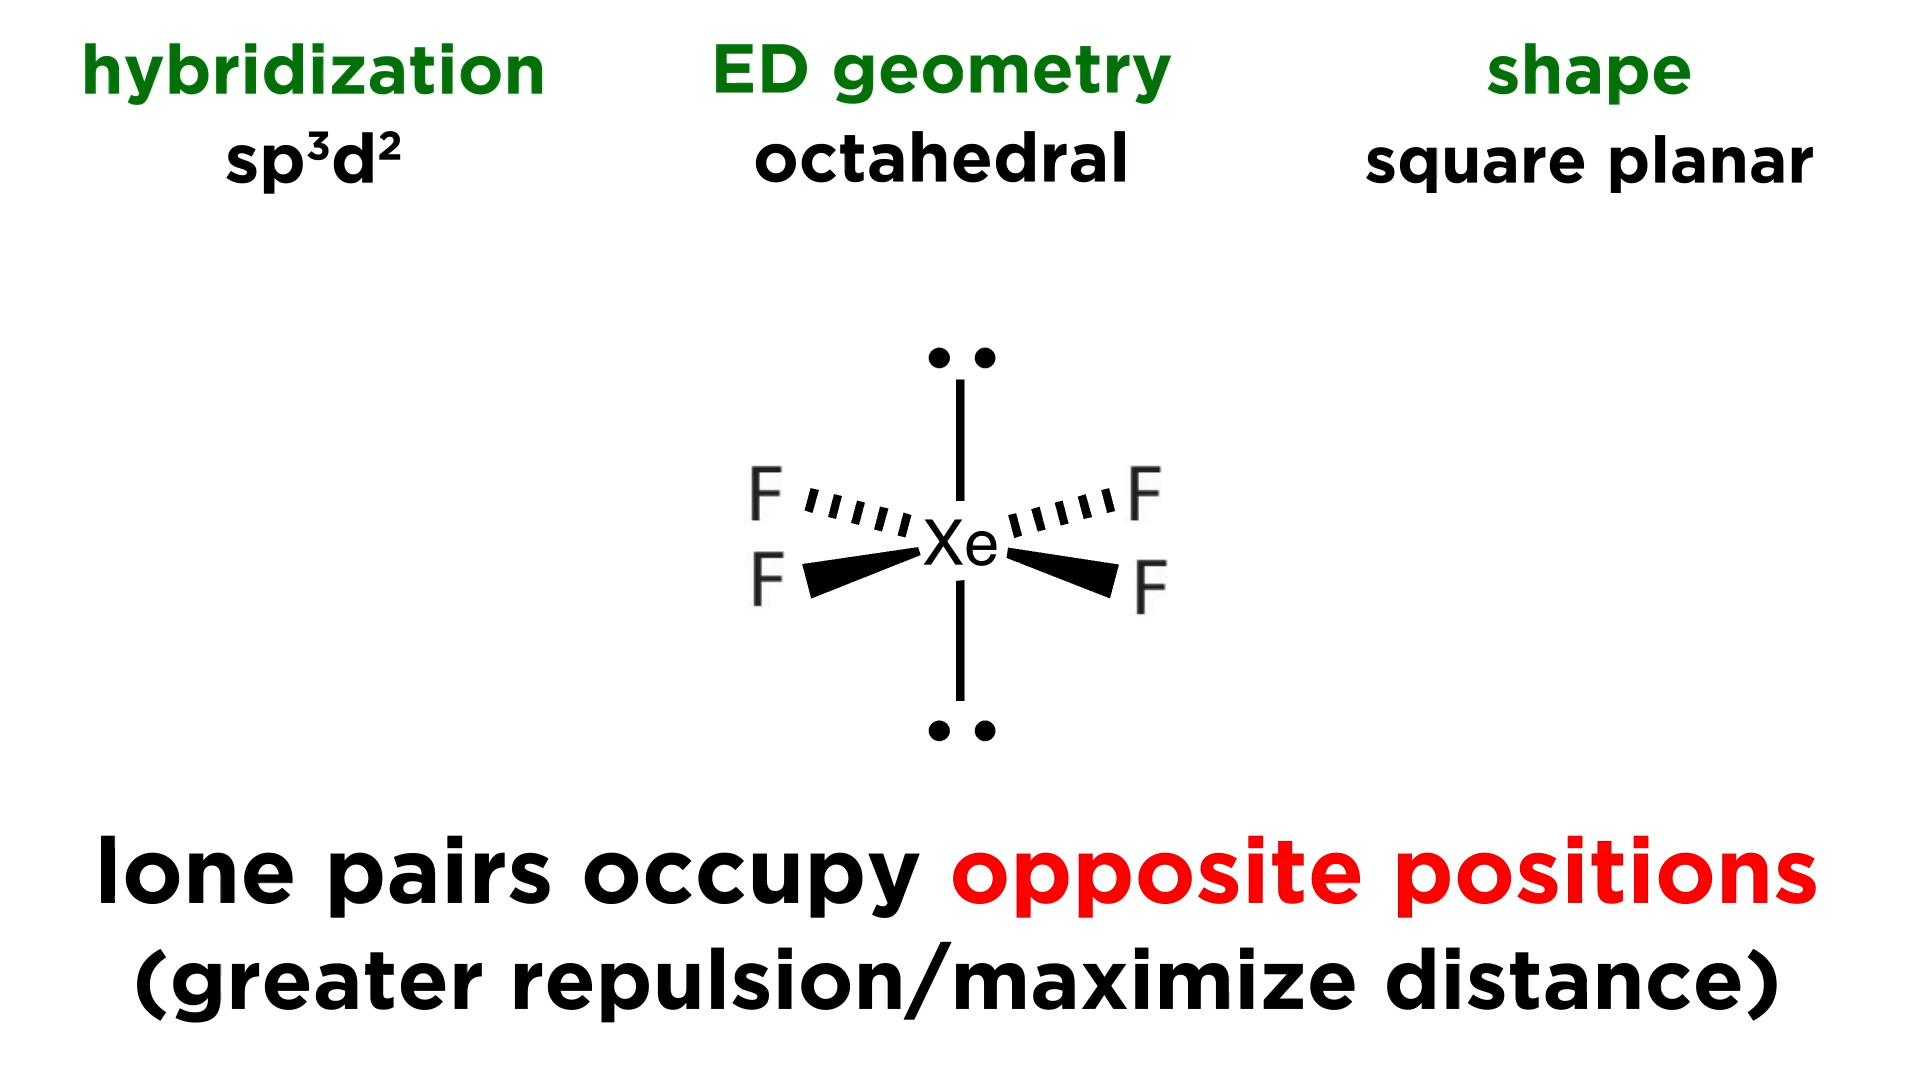 hybridization ED geometry shape
sp³d² octahedral square planar
F F
Xe
F F
lone pairs occupy opposite positions
(greater repulsion/maximize distance)